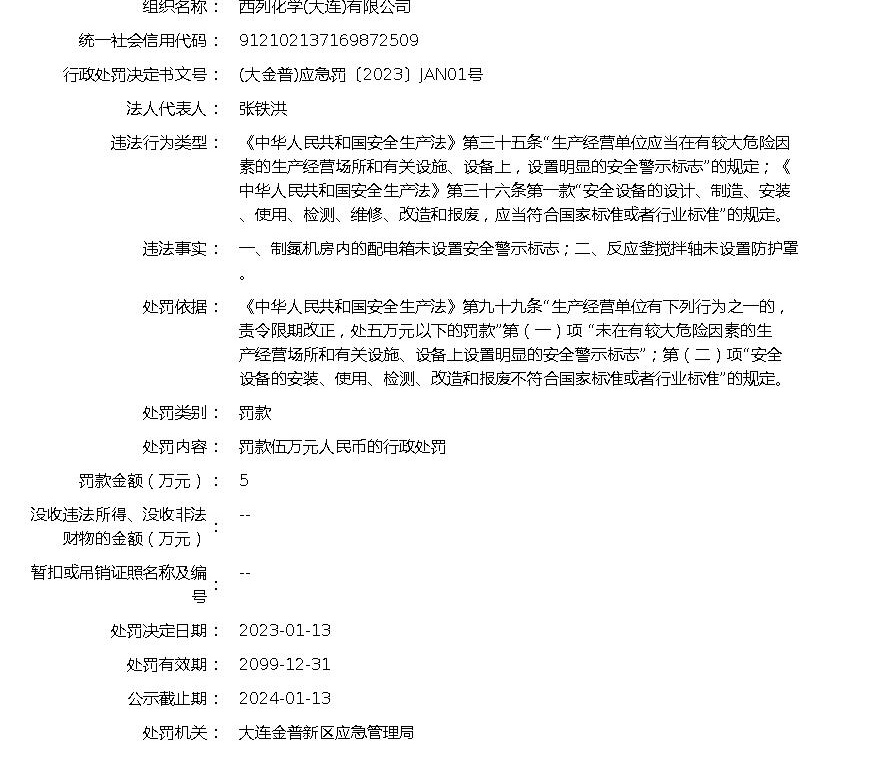 组织名称： 西列化学(大连)有限公司
统一社会信用代码： 912102137169872509
行政处罚决定书文号： (大金普)应急罚〔2023〕JAN01号
法人代表人： 张铁洪
违法行为类型： 《中华人民共和国安全生产法》第三十五条“生产经营单位应当在有较大危险因
素的生产经营场所和有关设施、设备上，设置明显的安全警示标志”的规定；《
中华人民共和国安全生产法》第三十六条第一款“安全设备的设计、制造、安装
、使用、检测、维修、改造和报废，应当符合国家标准或者行业标准”的规定。
违法事实： 一、制氮机房内的配电箱未设置安全警示标志；二、反应釜搅拌轴未设置防护罩
。
处罚依据： 《中华人民共和国安全生产法》第九十九条“生产经营单位有下列行为之一的，
责令限期改正，处五万元以下的罚款”第（一）项 “未在有较大危险因素的生
产经营场所和有关设施、设备上设置明显的安全警示标志”；第（二）项“安全
设备的安装、使用、检测、改造和报废不符合国家标准或者行业标准”的规定。
处罚类别： 罚款
处罚内容： 罚款伍万元人民币的行政处罚
罚款金额（万元）： 5
没收违法所得、没收非法
财物的金额（万元）： --
暂扣或吊销证照名称及编
号： --
处罚决定日期： 2023-01-13
处罚有效期： 2099-12-31
公示截止期： 2024-01-13
处罚机关： 大连金普新区应急管理局